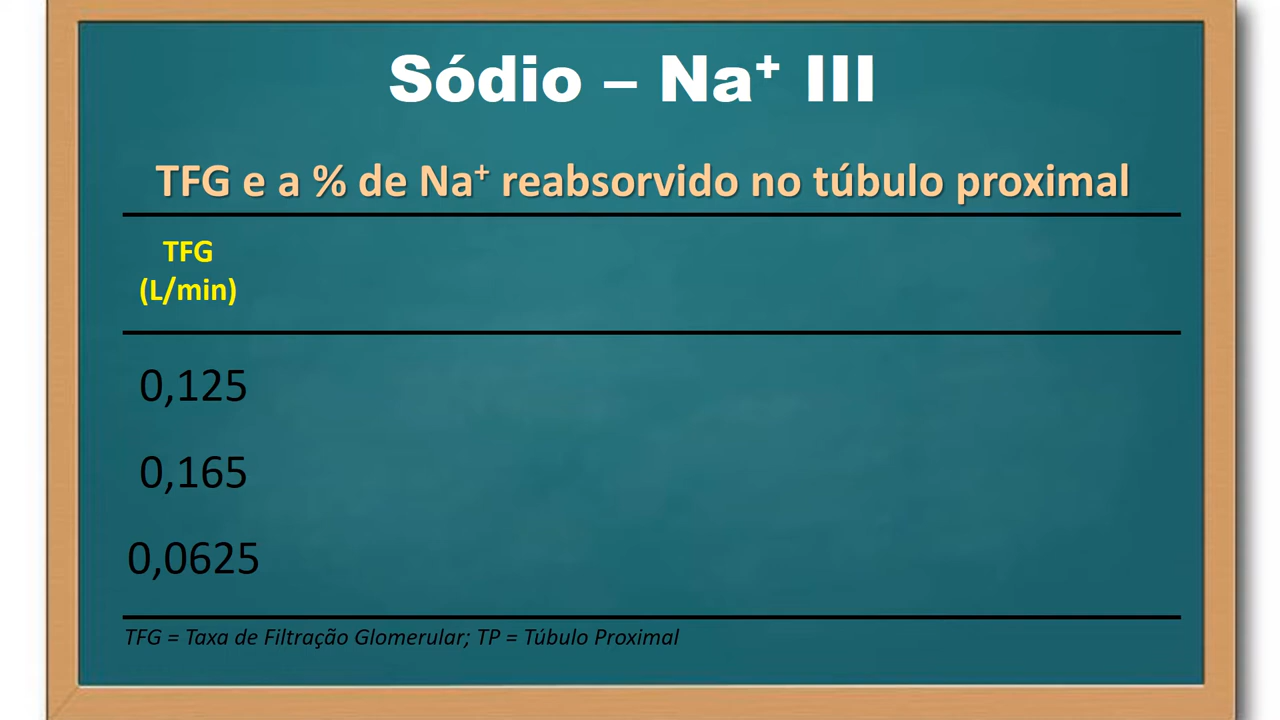 Sódio – Na⁺ III
TFG e a % de Na⁺ reabsorvido no túbulo proximal
TFG
(L/min)
0,125
0,165
0,0625
TFG = Taxa de Filtração Glomerular; TP = Túbulo Proximal